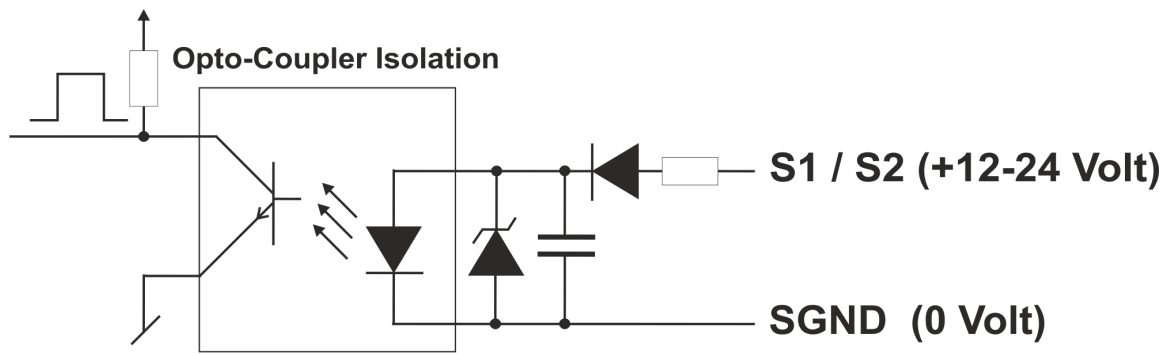 Opto-Coupler Isolation
S1 / S2 (+12-24 Volt)
SGND (0 Volt)